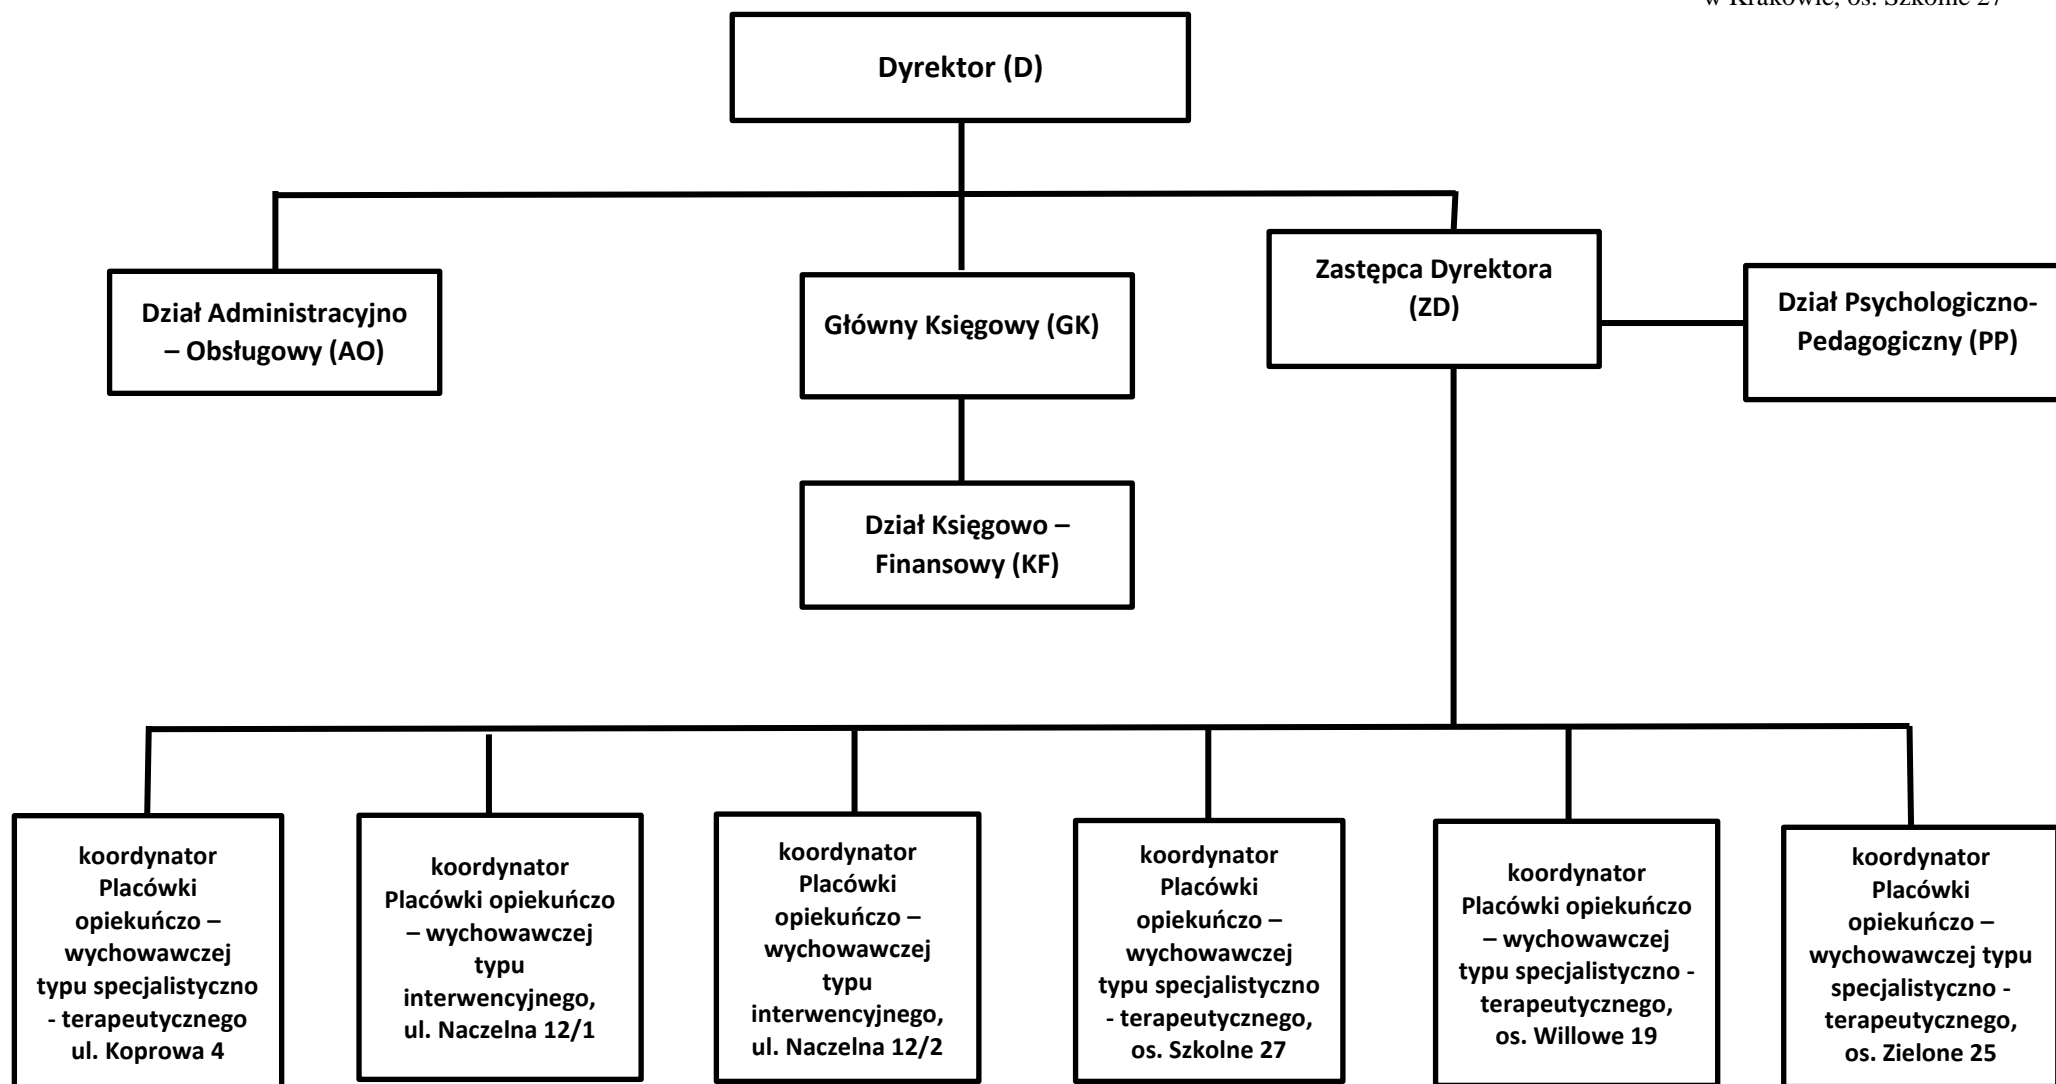 w Krakowie, os. Szkolne 27
Dyrektor (D)
Dział Administracyjno
– Obsługowy (AO)
Główny Księgowy (GK)
Zastępca Dyrektora
(ZD)
Dział Psychologiczno-
Pedagogiczny (PP)
Dział Księgowo –
Finansowy (KF)
koordynator
Placówki
opiekuńczo –
wychowawczej
typu specjalistyczno
- terapeutycznego
ul. Koprowa 4
koordynator
Placówki opiekuńczo
– wychowawczej
typu
interwencyjnego,
ul. Naczelna 12/1
koordynator
Placówki
opiekuńczo –
wychowawczej
typu
interwencyjnego,
ul. Naczelna 12/2
koordynator
Placówki
opiekuńczo –
wychowawczej
typu specjalistyczno
- terapeutycznego,
os. Szkolne 27
koordynator
Placówki opiekuńczo
– wychowawczej
typu specjalistyczno -
terapeutycznego,
os. Willowe 19
koordynator
Placówki
opiekuńczo –
wychowawczej typu
specjalistyczno -
terapeutycznego,
os. Zielone 25